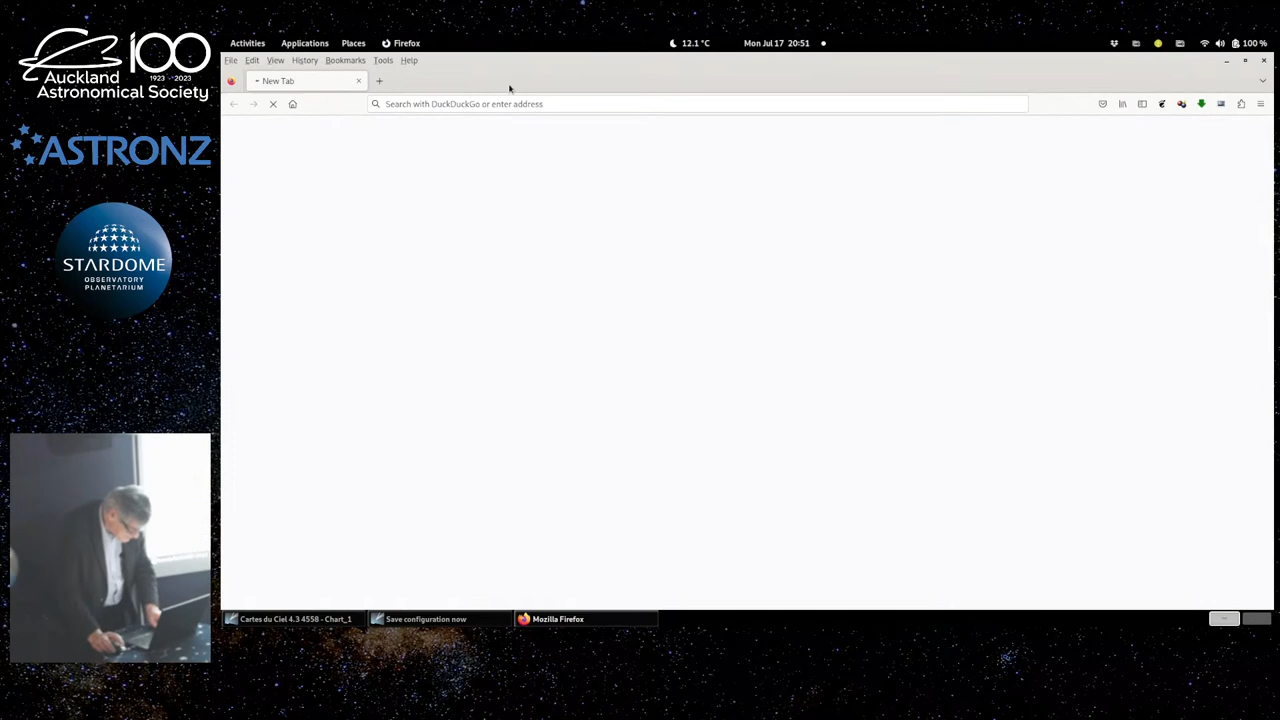 100
1923 2023
Auckland
Astronomical Society
ASTRONZ
STARDOME
OBSERVATORY
PLANETARIUM
Activities Applications Places Firefox 12.1 °C Mon Jul 17 20:51 100 %
File Edit View History Bookmarks Tools Help
New Tab
Search with DuckDuckGo or enter address
Cartes du Ciel 4.3 4558 - Chart_1 Save configuration now Mozilla Firefox